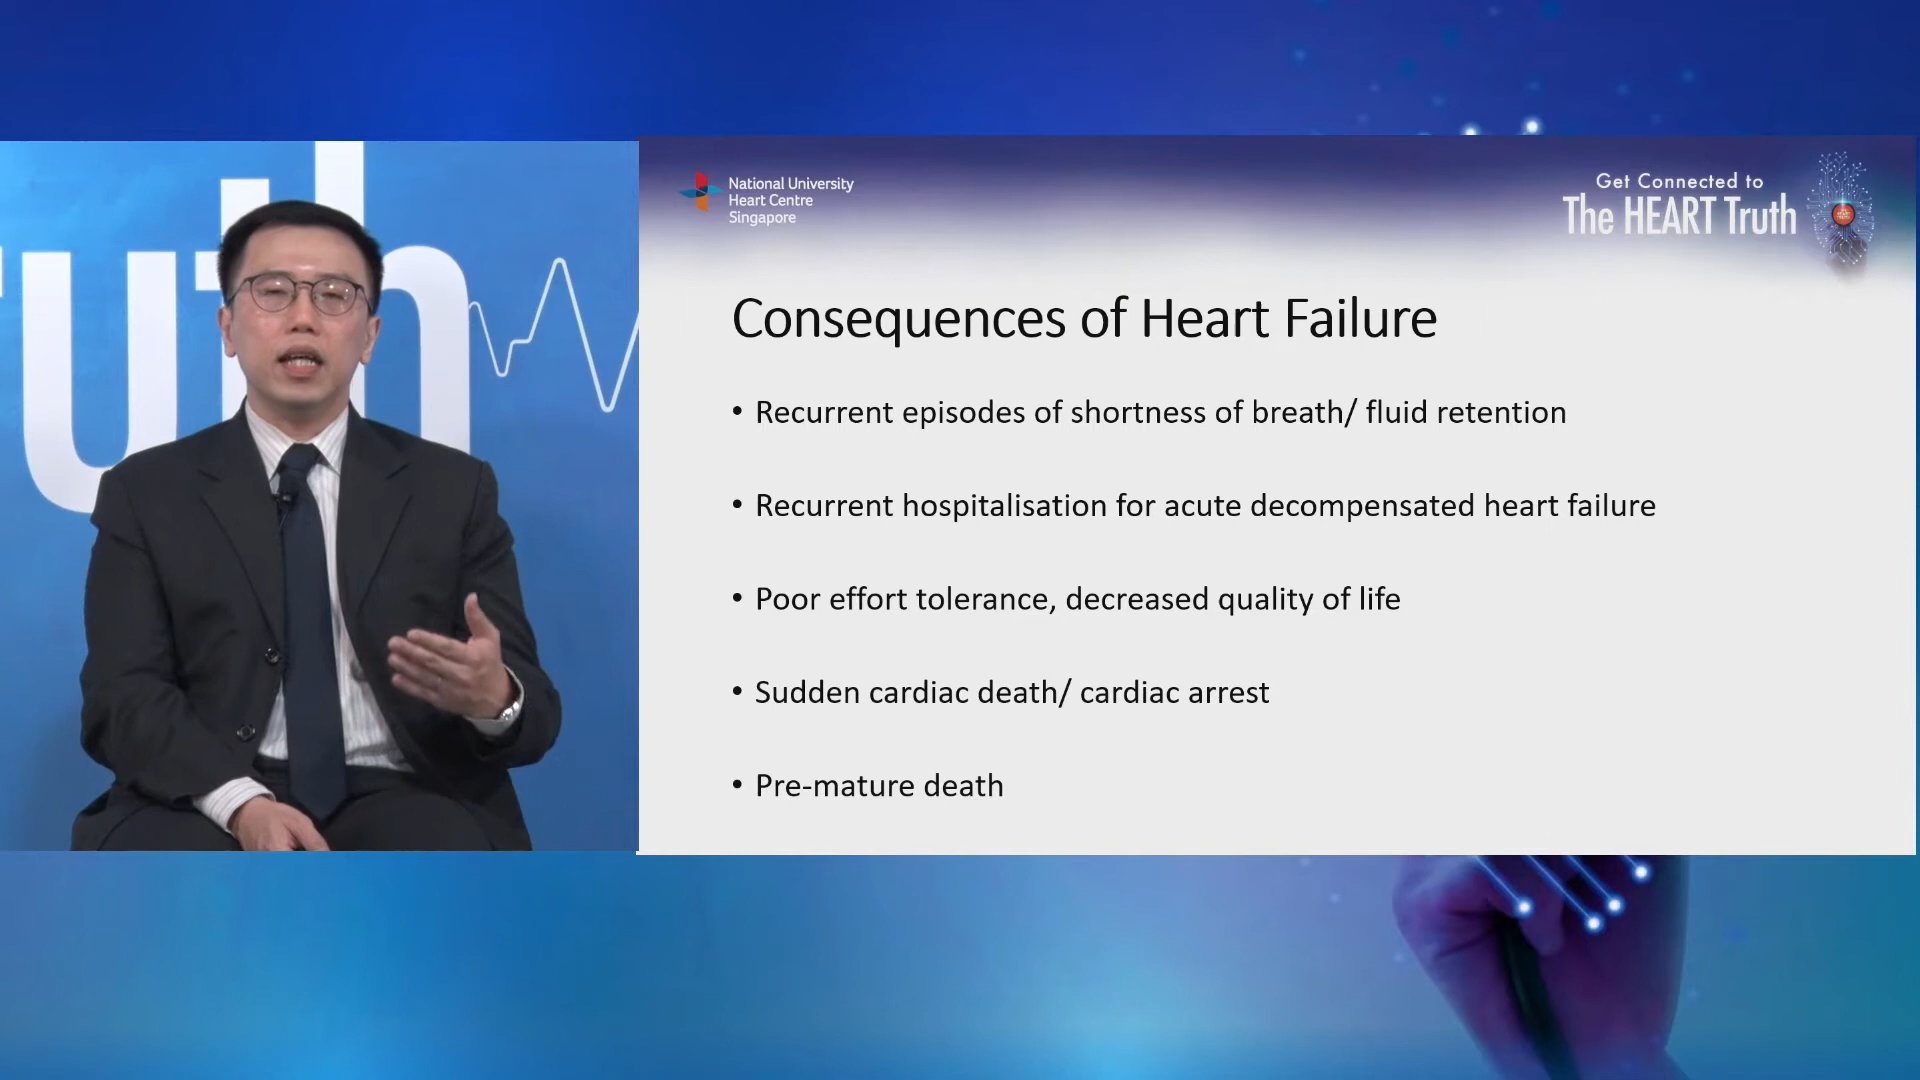 uth
National University
Heart Centre
Singapore
Get Connected to
The HEART Truth
Consequences of Heart Failure
• Recurrent episodes of shortness of breath/ fluid retention
• Recurrent hospitalisation for acute decompensated heart failure
• Poor effort tolerance, decreased quality of life
• Sudden cardiac death/ cardiac arrest
• Pre-mature death